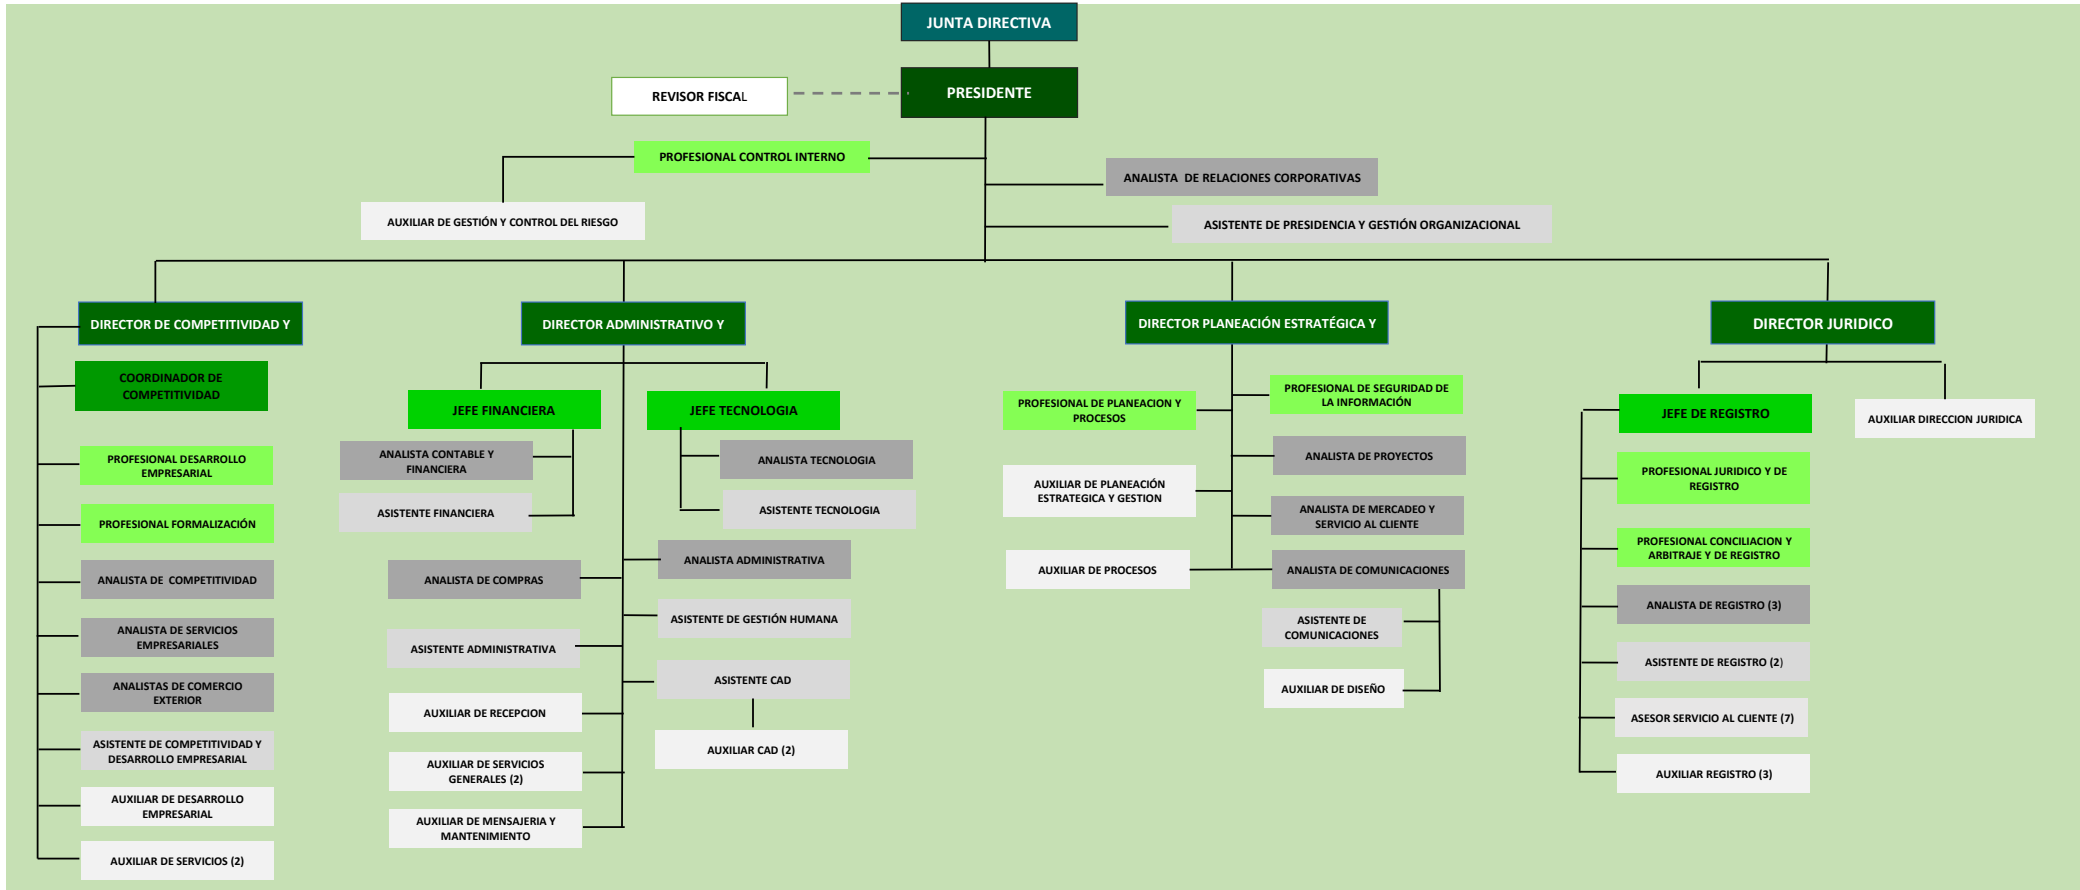 JUNTA DIRECTIVA
PRESIDENTE
REVISOR FISCAL
PROFESIONAL CONTROL INTERNO
ANALISTA DE RELACIONES CORPORATIVAS
AUXILIAR DE GESTIÓN Y CONTROL DEL RIESGO
ASISTENTE DE PRESIDENCIA Y GESTIÓN ORGANIZACIONAL
DIRECTOR DE COMPETITIVIDAD Y
COORDINADOR DE
COMPETITIVIDAD
PROFESIONAL DESARROLLO
EMPRESARIAL
PROFESIONAL FORMALIZACIÓN
ANALISTA DE COMPETITIVIDAD
ANALISTA DE SERVICIOS
EMPRESARIALES
ANALISTAS DE COMERCIO
EXTERIOR
ASISTENTE DE COMPETITIVIDAD Y
DESARROLLO EMPRESARIAL
AUXILIAR DE DESARROLLO
EMPRESARIAL
AUXILIAR DE SERVICIOS (2)
DIRECTOR ADMINISTRATIVO Y
JEFE FINANCIERA
ANALISTA CONTABLE Y
FINANCIERA
ASISTENTE FINANCIERA
JEFE TECNOLOGIA
ANALISTA TECNOLOGIA
ASISTENTE TECNOLOGIA
ANALISTA DE COMPRAS
ASISTENTE ADMINISTRATIVA
AUXILIAR DE RECEPCION
AUXILIAR DE SERVICIOS
GENERALES (2)
AUXILIAR DE MENSAJERIA Y
MANTENIMIENTO
ANALISTA ADMINISTRATIVA
ASISTENTE DE GESTIÓN HUMANA
ASISTENTE CAD
AUXILIAR CAD (2)
DIRECTOR PLANEACIÓN ESTRATÉGICA Y
PROFESIONAL DE PLANEACION Y
PROCESOS
AUXILIAR DE PLANEACIÓN
ESTRATEGICA Y GESTION
AUXILIAR DE PROCESOS
PROFESIONAL DE SEGURIDAD DE
LA INFORMACIÓN
ANALISTA DE PROYECTOS
ANALISTA DE MERCADEO Y
SERVICIO AL CLIENTE
ANALISTA DE COMUNICACIONES
ASISTENTE DE
COMUNICACIONES
AUXILIAR DE DISEÑO
DIRECTOR JURIDICO
JEFE DE REGISTRO
AUXILIAR DIRECCION JURIDICA
PROFESIONAL JURIDICO Y DE
REGISTRO
PROFESIONAL CONCILIACION Y
ARBITRAJE Y DE REGISTRO
ANALISTA DE REGISTRO (3)
ASISTENTE DE REGISTRO (2)
ASESOR SERVICIO AL CLIENTE (7)
AUXILIAR REGISTRO (3)